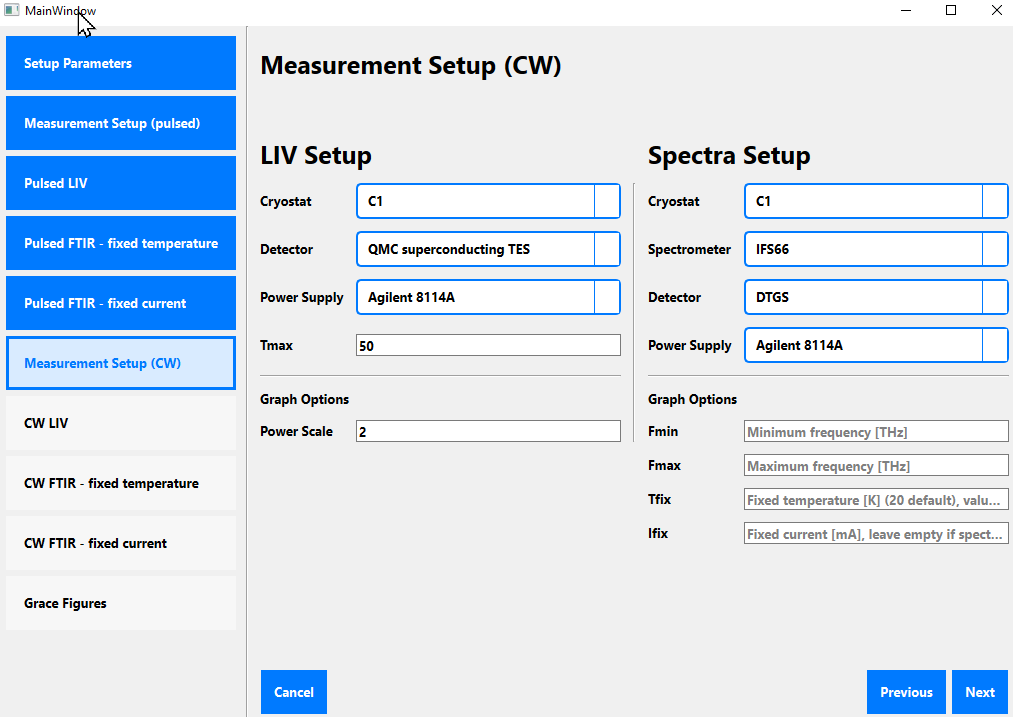 MainWindow
Setup Parameters
Measurement Setup (pulsed)
Pulsed LIV
Pulsed FTIR - fixed temperature
Pulsed FTIR - fixed current
Measurement Setup (CW)
CW LIV
CW FTIR - fixed temperature
CW FTIR - fixed current
Grace Figures
Measurement Setup (CW)
LIV Setup
Cryostat C1
Detector QMC superconducting TES
Power Supply Agilent 8114A
Tmax 50
Graph Options
Power Scale 2
Spectra Setup
Cryostat C1
Spectrometer IFS66
Detector DTGS
Power Supply Agilent 8114A
Graph Options
Fmin Minimum frequency [THz]
Fmax Maximum frequency [THz]
Tfix Fixed temperature [K] (20 default), valu...
Ifix Fixed current [mA], leave empty if spect...
Cancel Previous Next